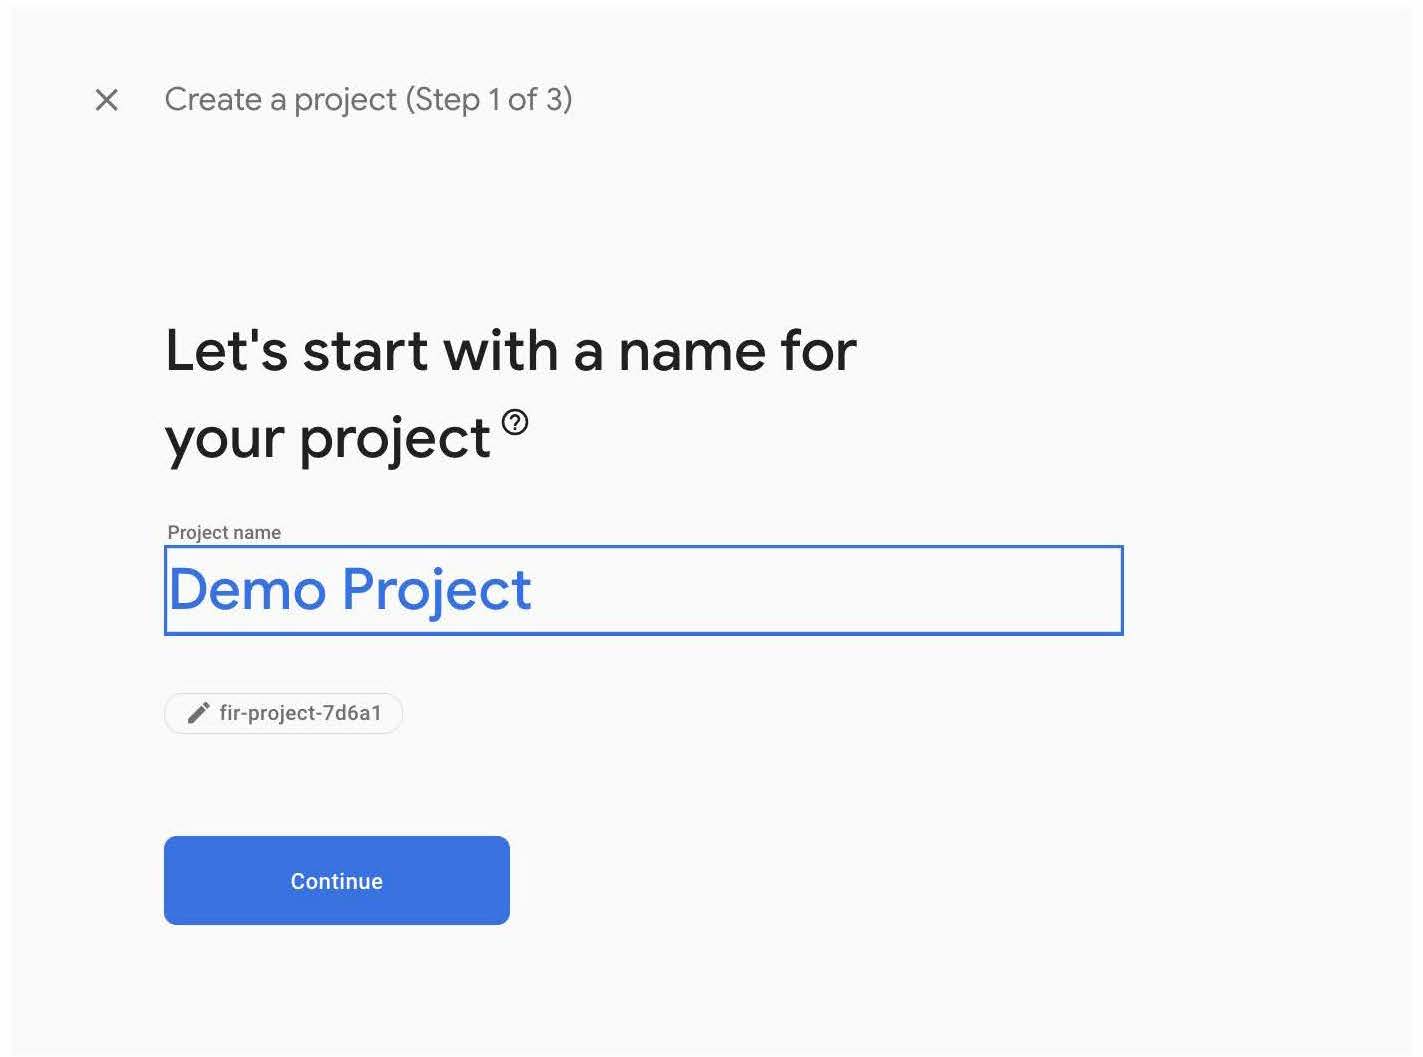 Create a project (Step 1 of 3)
Let's start with a name for
your project
Project name
Demo Project
fir-project-7d6a1
Continue